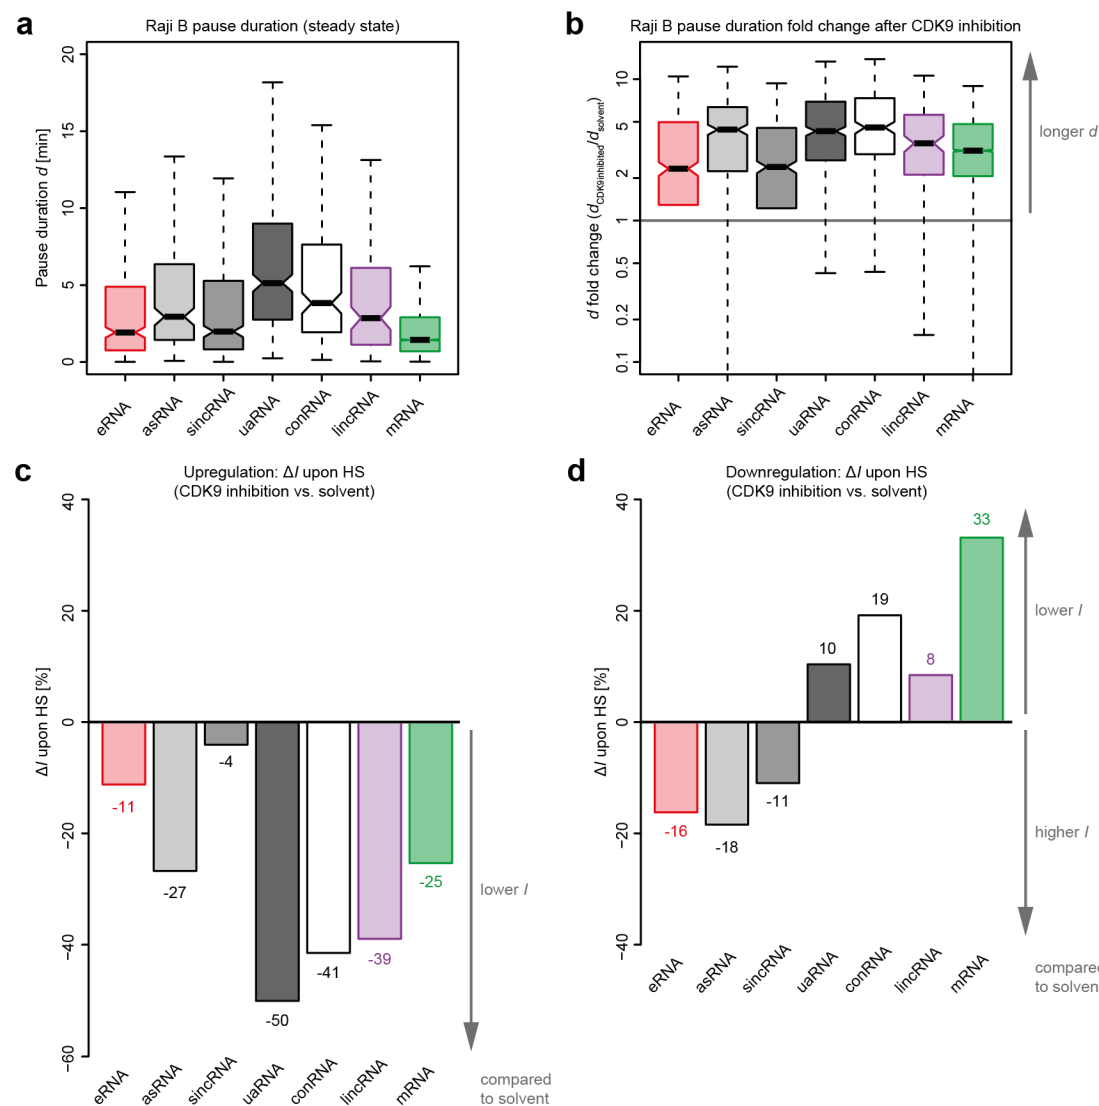 a
Raji B pause duration (steady state)
Pause duration d [min]
20
15
10
5
0
eRNA
asRNA
sincRNA
uaRNA
conRNA
lincRNA
mRNA
b
Raji B pause duration fold change after CDK9 inhibition
d fold change (dCDK9inhibited/dsolvent)
10
5
2
1
0.5
0.2
0.1
longer d
eRNA
asRNA
sincRNA
uaRNA
conRNA
lincRNA
mRNA
c
Upregulation: ΔI upon HS
(CDK9 inhibition vs. solvent)
ΔI upon HS [%]
40
20
0
-20
-40
-60
-11
-27
-4
-50
-41
-39
-25
lower I
compared
to solvent
eRNA
asRNA
sincRNA
uaRNA
conRNA
lincRNA
mRNA
d
Downregulation: ΔI upon HS
(CDK9 inhibition vs. solvent)
ΔI upon HS [%]
40
20
0
-20
-40
-16
-18
-11
10
19
8
33
lower I
higher I
compared
to solvent
eRNA
asRNA
sincRNA
uaRNA
conRNA
lincRNA
mRNA